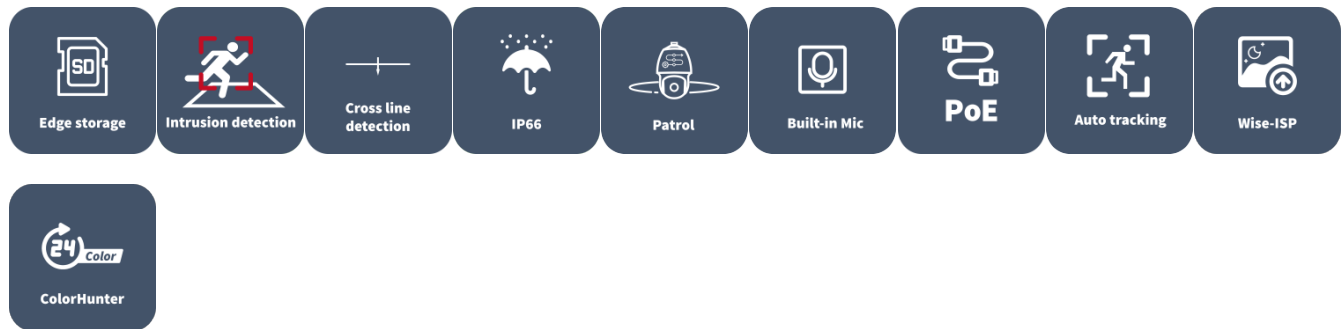 SD
Edge storage
Intrusion detection
Cross line
detection
IP66
Patrol
Built-in Mic
PoE
Auto tracking
Wise-ISP
24 Color
ColorHunter